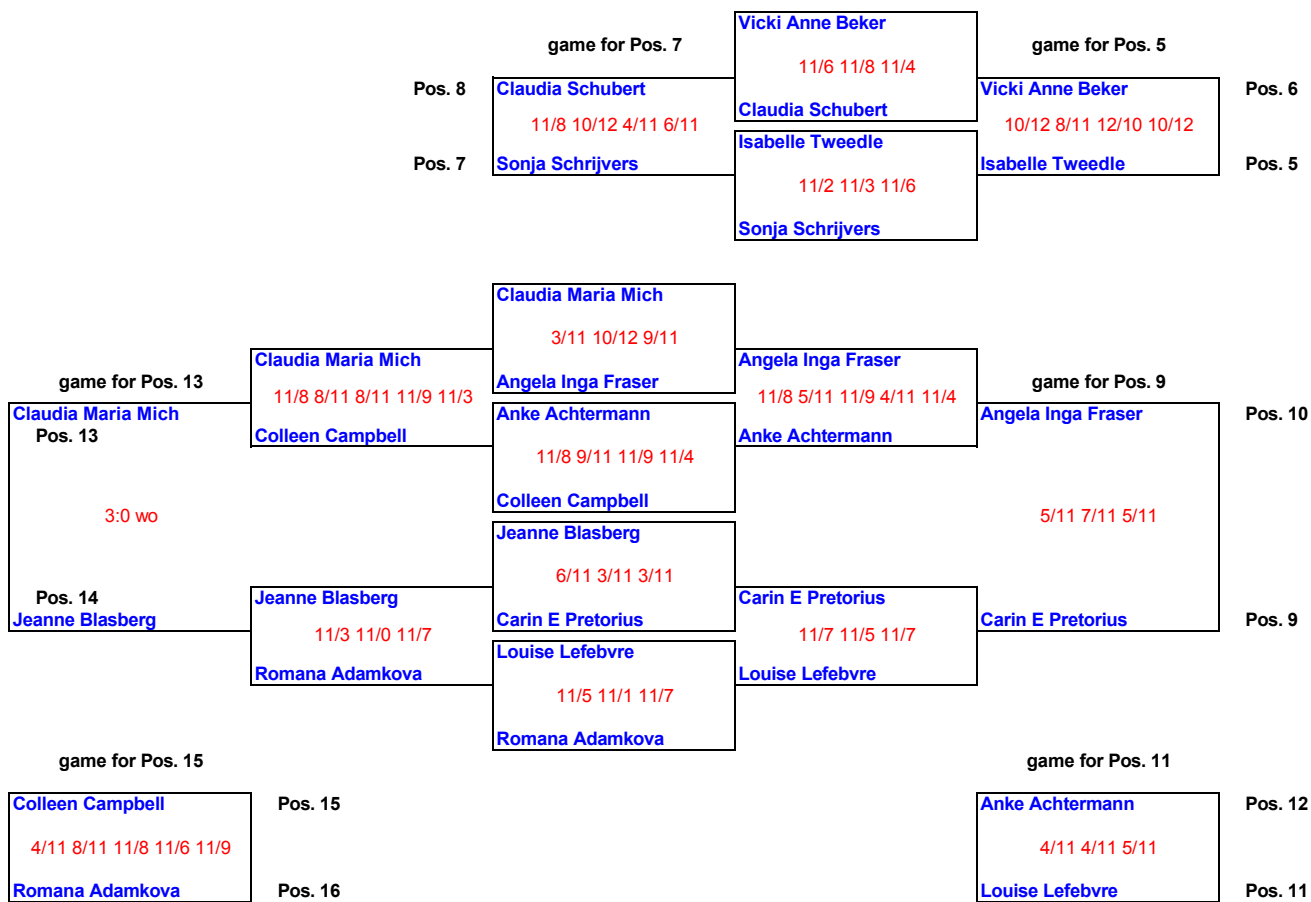 Vicki Anne Beker
game for Pos. 7
game for Pos. 5
11/6 11/8 11/4
Pos. 8
Claudia Schubert
Vicki Anne Beker
Pos. 6
Claudia Schubert
11/8 10/12 4/11 6/11
10/12 8/11 12/10 10/12
Isabelle Tweedle
Pos. 7
Sonja Schrijvers
Isabelle Tweedle
Pos. 5
11/2 11/3 11/6
Sonja Schrijvers
Claudia Maria Mich
3/11 10/12 9/11
Claudia Maria Mich
Angela Inga Fraser
game for Pos. 13
Angela Inga Fraser
game for Pos. 9
11/8 8/11 8/11 11/9 11/3
11/8 5/11 11/9 4/11 11/4
Claudia Maria Mich
Anke Achtermann
Angela Inga Fraser
Pos. 10
Pos. 13
Colleen Campbell
Anke Achtermann
11/8 9/11 11/9 11/4
Colleen Campbell
3:0 wo
5/11 7/11 5/11
Jeanne Blasberg
6/11 3/11 3/11
Pos. 14
Jeanne Blasberg
Carin E Pretorius
Jeanne Blasberg
Carin E Pretorius
Carin E Pretorius
Pos. 9
11/3 11/0 11/7
11/7 11/5 11/7
Louise Lefebvre
Romana Adamkova
Louise Lefebvre
11/5 11/1 11/7
Romana Adamkova
game for Pos. 15
game for Pos. 11
Colleen Campbell
Pos. 15
Anke Achtermann
Pos. 12
4/11 8/11 11/8 11/6 11/9
4/11 4/11 5/11
Romana Adamkova
Pos. 16
Louise Lefebvre
Pos. 11